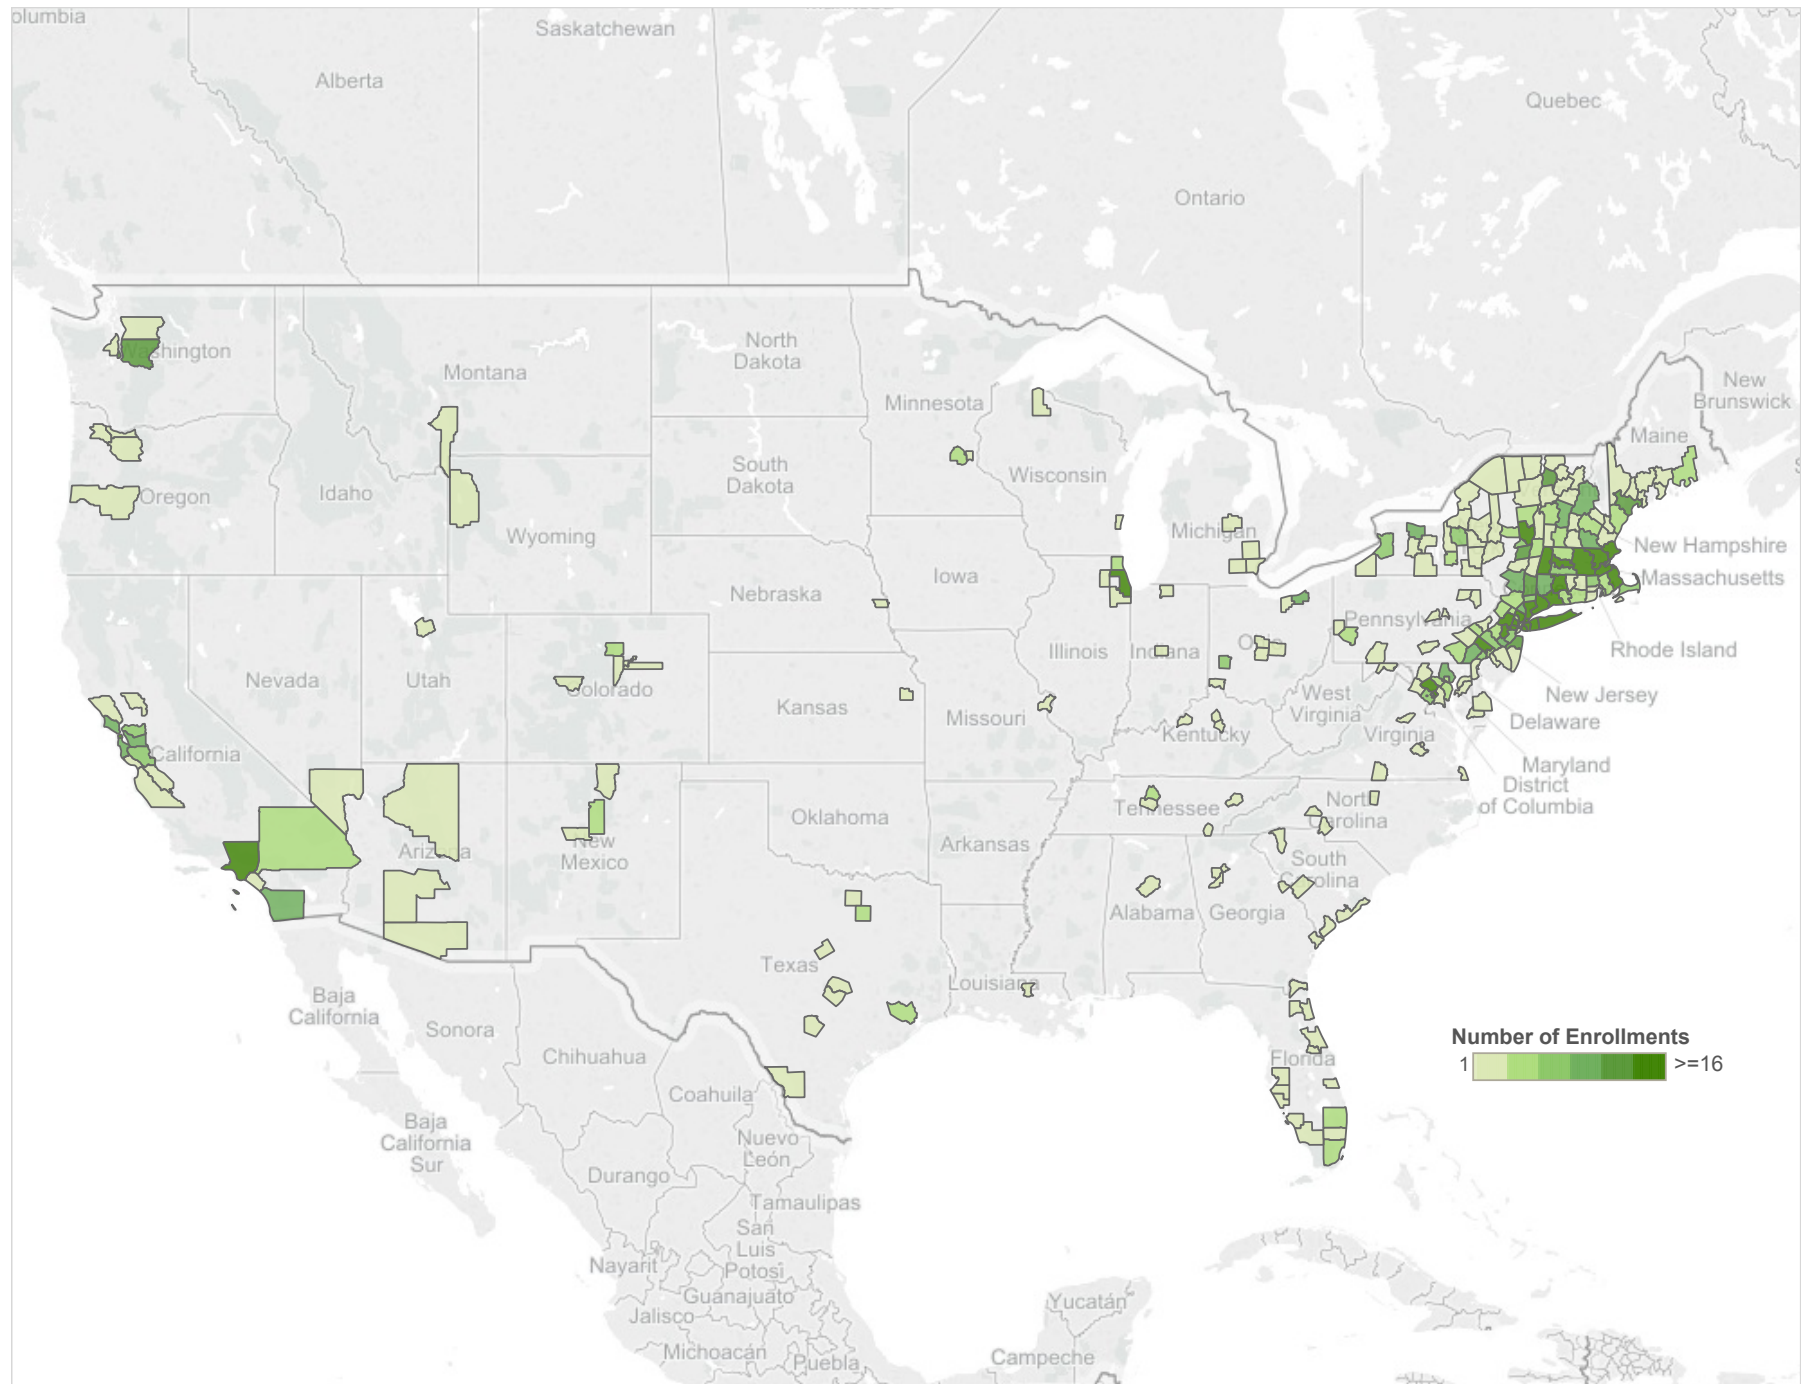 olumbia
Saskatchewan
Alberta
Quebec
Ontario
Washington
North
Dakota
Montana
Minnesota
New
Brunswick
Maine
South
Dakota
Wisconsin
Oregon
Idaho
Wyoming
Michigan
New Hampshire
Massachusetts
Iowa
Nebraska
Pennsylvania
Illinois
Indiana
Ohio
Rhode Island
Nevada
Utah
Colorado
Kansas
Missouri
West
Virginia
New Jersey
Delaware
Kentucky
Virginia
California
Maryland
District
of Columbia
Tennessee
North
Carolina
Oklahoma
Arkansas
Arizona
New
Mexico
South
Carolina
Alabama
Georgia
Texas
Louisiana
Baja
California
Sonora
Chihuahua
Florida
Number of Enrollments
1
>=16
Coahuila
Baja
California
Sur
Nuevo
León
Durango
Tamaulipas
San
Luis
Potosí
Nayarit
Guanajuato
Jalisco
Yucatán
Michoacán
Puebla
Campeche